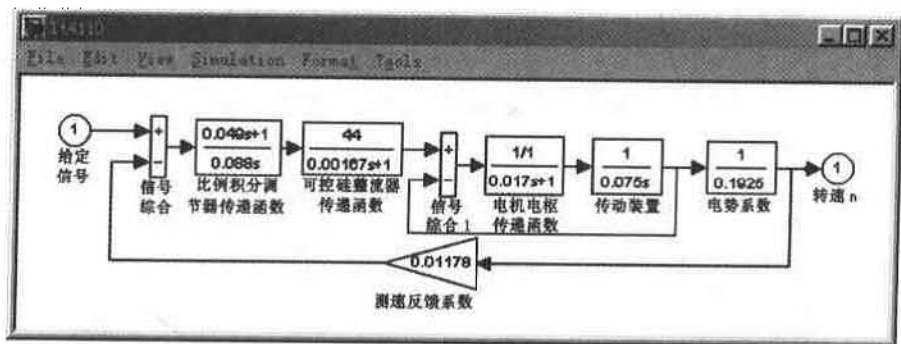 File Edit View Simulation Format Tools
1
给定
信号
+
−
信号
综合
0.049s+1
0.088s
比例积分调
节器传递函数
44
0.00167s+1
可控硅整流器
传递函数
+
−
信号
综合 1
1/1
0.017s+1
电机电枢
传递函数
1
0.075s
传动装置
1
0.1925
电势系数
1
转速 n
0.01178
测速反馈系数